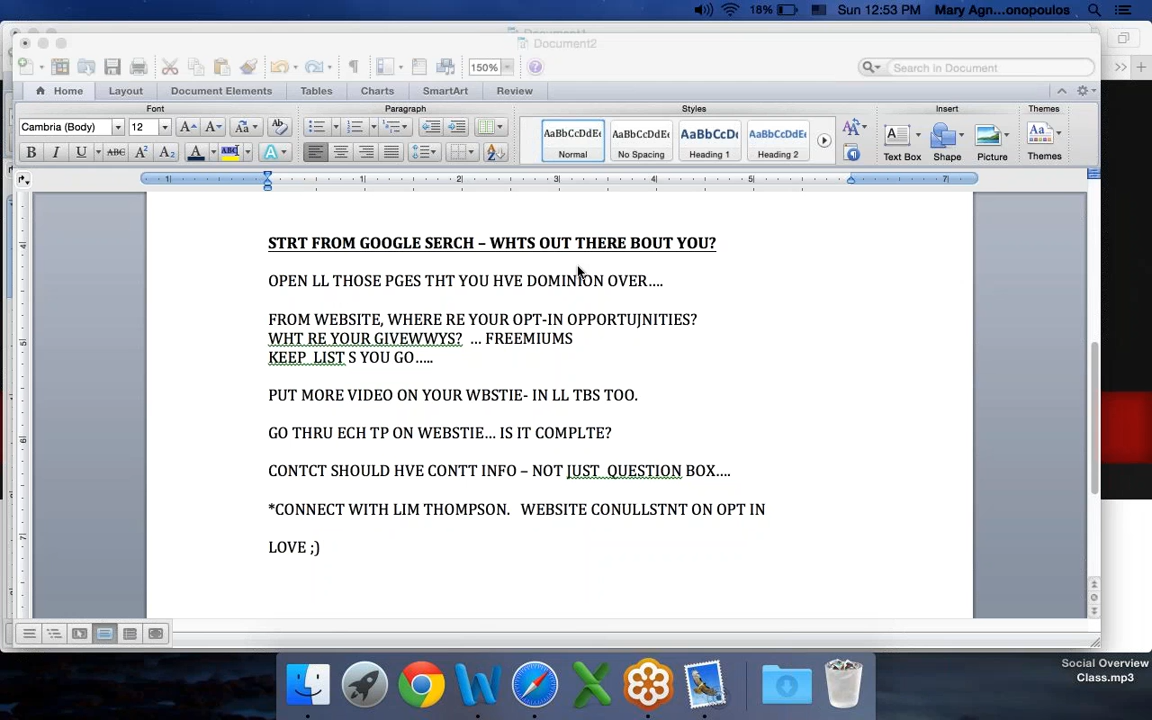 18%
Sun 12:53 PM
Mary Agn...onopoulos
Document2
150%
Search in Document
Home
Layout
Document Elements
Tables
Charts
SmartArt
Review
Font
Paragraph
Styles
Insert
Themes
Cambria (Body)
12
AaBbCcDdEe
Normal
AaBbCcDdEe
No Spacing
AaBbCcDc
Heading 1
AaBbCcDdEe
Heading 2
Text Box
Shape
Picture
Themes
STRT FROM GOOGLE SERCH – WHTS OUT THERE BOUT YOU?
OPEN LL THOSE PGES THT YOU HVE DOMINION OVER....
FROM WEBSITE, WHERE RE YOUR OPT-IN OPPORTUJNITIES?
WHT RE YOUR GIVEWWYS? ... FREEMIUMS
KEEP LIST S YOU GO.....
PUT MORE VIDEO ON YOUR WBSTIE- IN LL TBS TOO.
GO THRU ECH TP ON WEBSTIE... IS IT COMPLTE?
CONTCT SHOULD HVE CONTT INFO – NOT JUST QUESTION BOX....
*CONNECT WITH LIM THOMPSON. WEBSITE CONULLSTNT ON OPT IN
LOVE ;)
Social Overview
Class.mp3